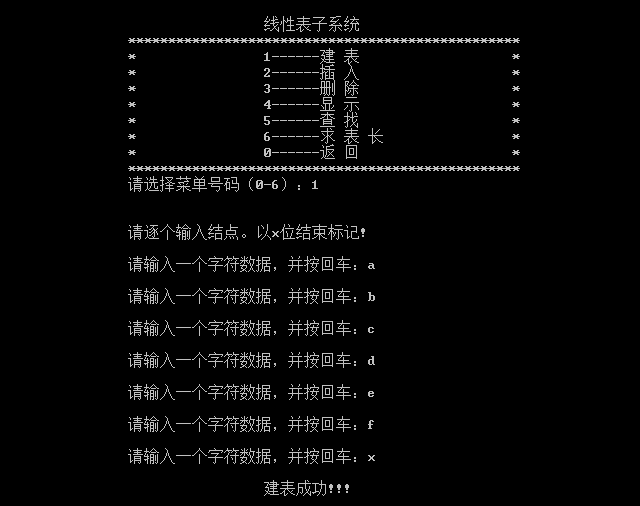 线性表子系统
*************************************************
* 1------建 表 *
* 2------插 入 *
* 3------删 除 *
* 4------显 示 *
* 5------查 找 *
* 6------求 表 长 *
* 0------返 回 *
*************************************************
请选择菜单号码（0-6）：1
请逐个输入结点。以x位结束标记!
请输入一个字符数据，并按回车：a
请输入一个字符数据，并按回车：b
请输入一个字符数据，并按回车：c
请输入一个字符数据，并按回车：d
请输入一个字符数据，并按回车：e
请输入一个字符数据，并按回车：f
请输入一个字符数据，并按回车：x
建表成功!!!